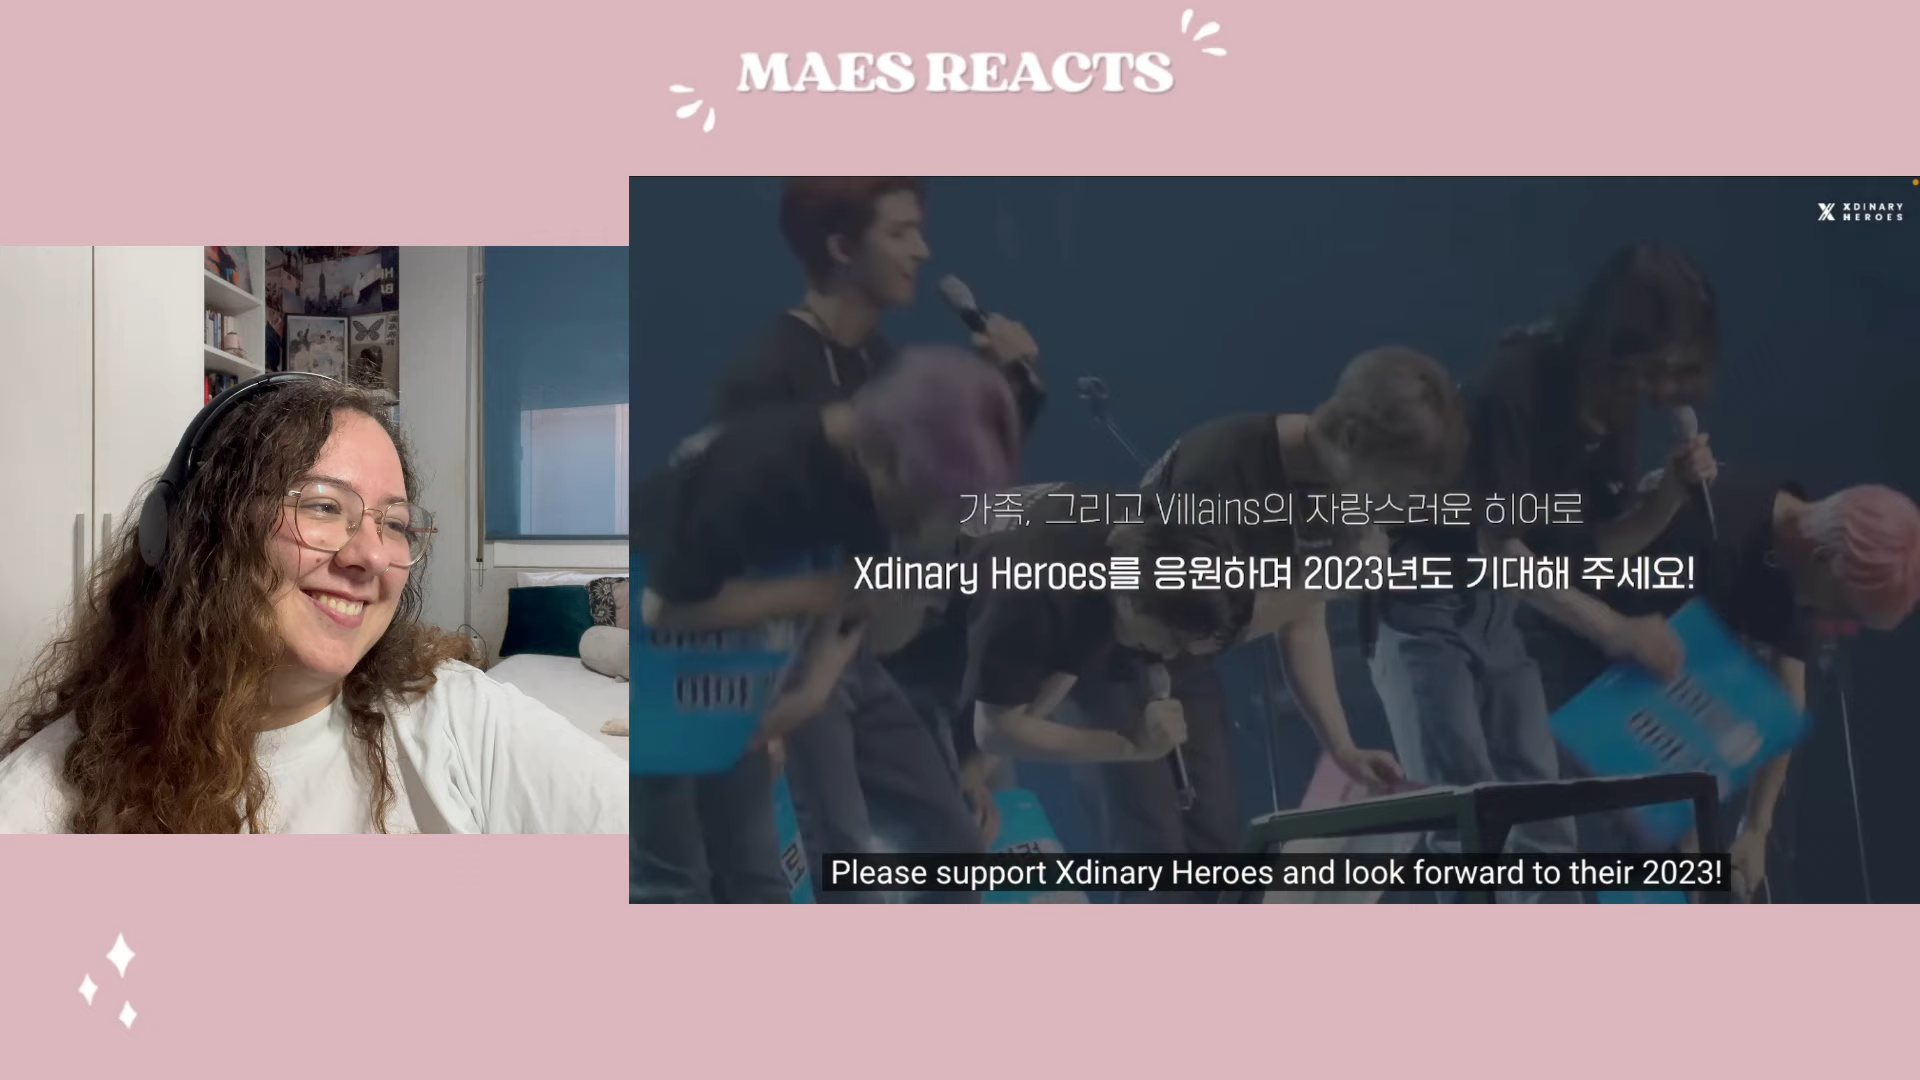 MAES REACTS
XDINARY
HEROES
가족, 그리고 Villains의 자랑스러운 히어로
Xdinary Heroes를 응원하며 2023년도 기대해 주세요!
Please support Xdinary Heroes and look forward to their 2023!